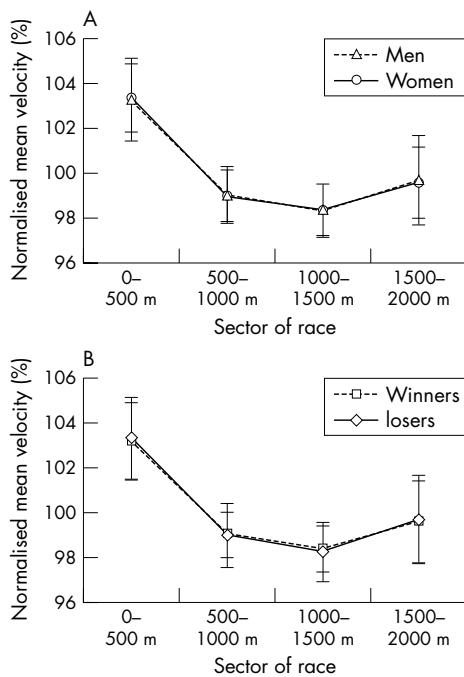 A
106
104
102
100
98
96
Normalised mean velocity (%)
Men
Women
0–
500 m
500–
1000 m
1000–
1500 m
1500–
2000 m
Sector of race
B
106
104
102
100
98
96
Normalised mean velocity (%)
Winners
losers
0–
500 m
500–
1000 m
1000–
1500 m
1500–
2000 m
Sector of race